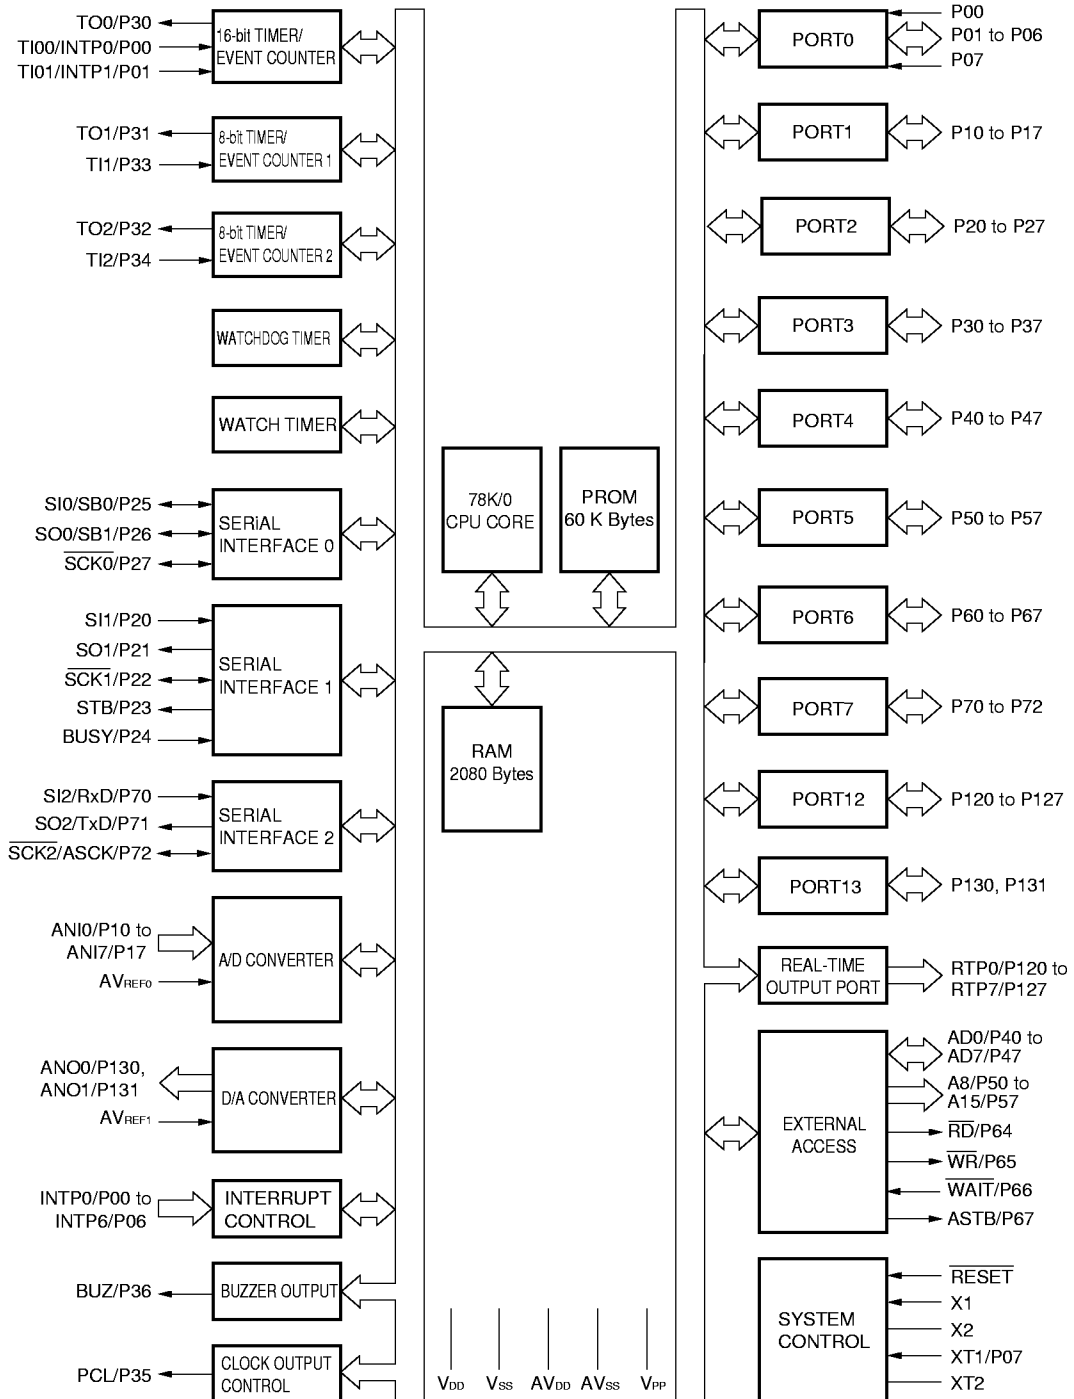 TO0/P30
TI00/INTP0/P00
TI01/INTP1/P01
16-bit TIMER/
EVENT COUNTER
TO1/P31
TI1/P33
8-bit TIMER/
EVENT COUNTER 1
TO2/P32
TI2/P34
8-bit TIMER/
EVENT COUNTER 2
WATCHDOG TIMER
WATCH TIMER
SI0/SB0/P25
SO0/SB1/P26
SCK0/P27
SERIAL
INTERFACE 0
SI1/P20
SO1/P21
SCK1/P22
STB/P23
BUSY/P24
SERIAL
INTERFACE 1
SI2/RxD/P70
SO2/TxD/P71
SCK2/ASCK/P72
SERIAL
INTERFACE 2
ANI0/P10 to
ANI7/P17
AVREF0
A/D CONVERTER
ANO0/P130,
ANO1/P131
AVREF1
D/A CONVERTER
INTP0/P00 to
INTP6/P06
INTERRUPT
CONTROL
BUZ/P36
BUZZER OUTPUT
PCL/P35
CLOCK OUTPUT
CONTROL
78K/0
CPU CORE
PROM
60 K Bytes
RAM
2080 Bytes
VDD VSS AVDD AVSS VPP
PORT0
P00
P01 to P06
P07
PORT1
P10 to P17
PORT2
P20 to P27
PORT3
P30 to P37
PORT4
P40 to P47
PORT5
P50 to P57
PORT6
P60 to P67
PORT7
P70 to P72
PORT12
P120 to P127
PORT13
P130, P131
REAL-TIME
OUTPUT PORT
RTP0/P120 to
RTP7/P127
EXTERNAL
ACCESS
AD0/P40 to
AD7/P47
A8/P50 to
A15/P57
RD/P64
WR/P65
WAIT/P66
ASTB/P67
SYSTEM
CONTROL
RESET
X1
X2
XT1/P07
XT2